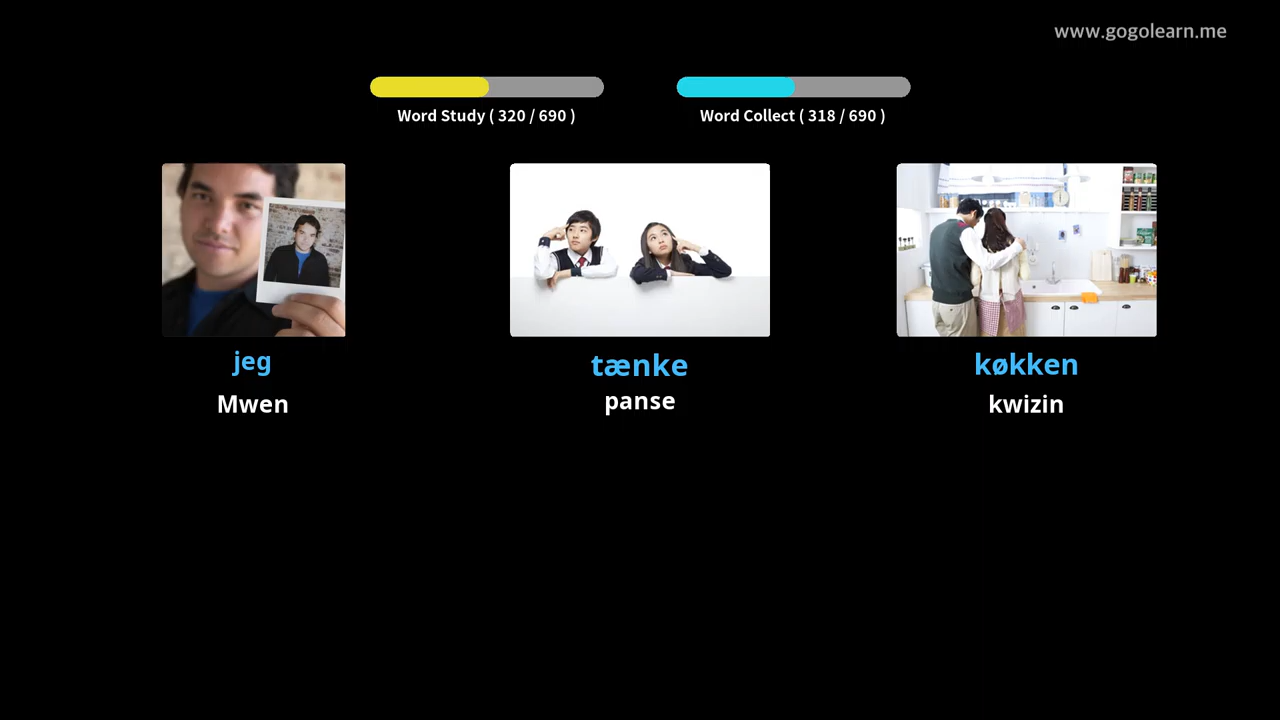 www.gogolearn.me
Word Study ( 320 / 690 )
Word Collect ( 318 / 690 )
jeg
Mwen
tænke
panse
køkken
kwizin